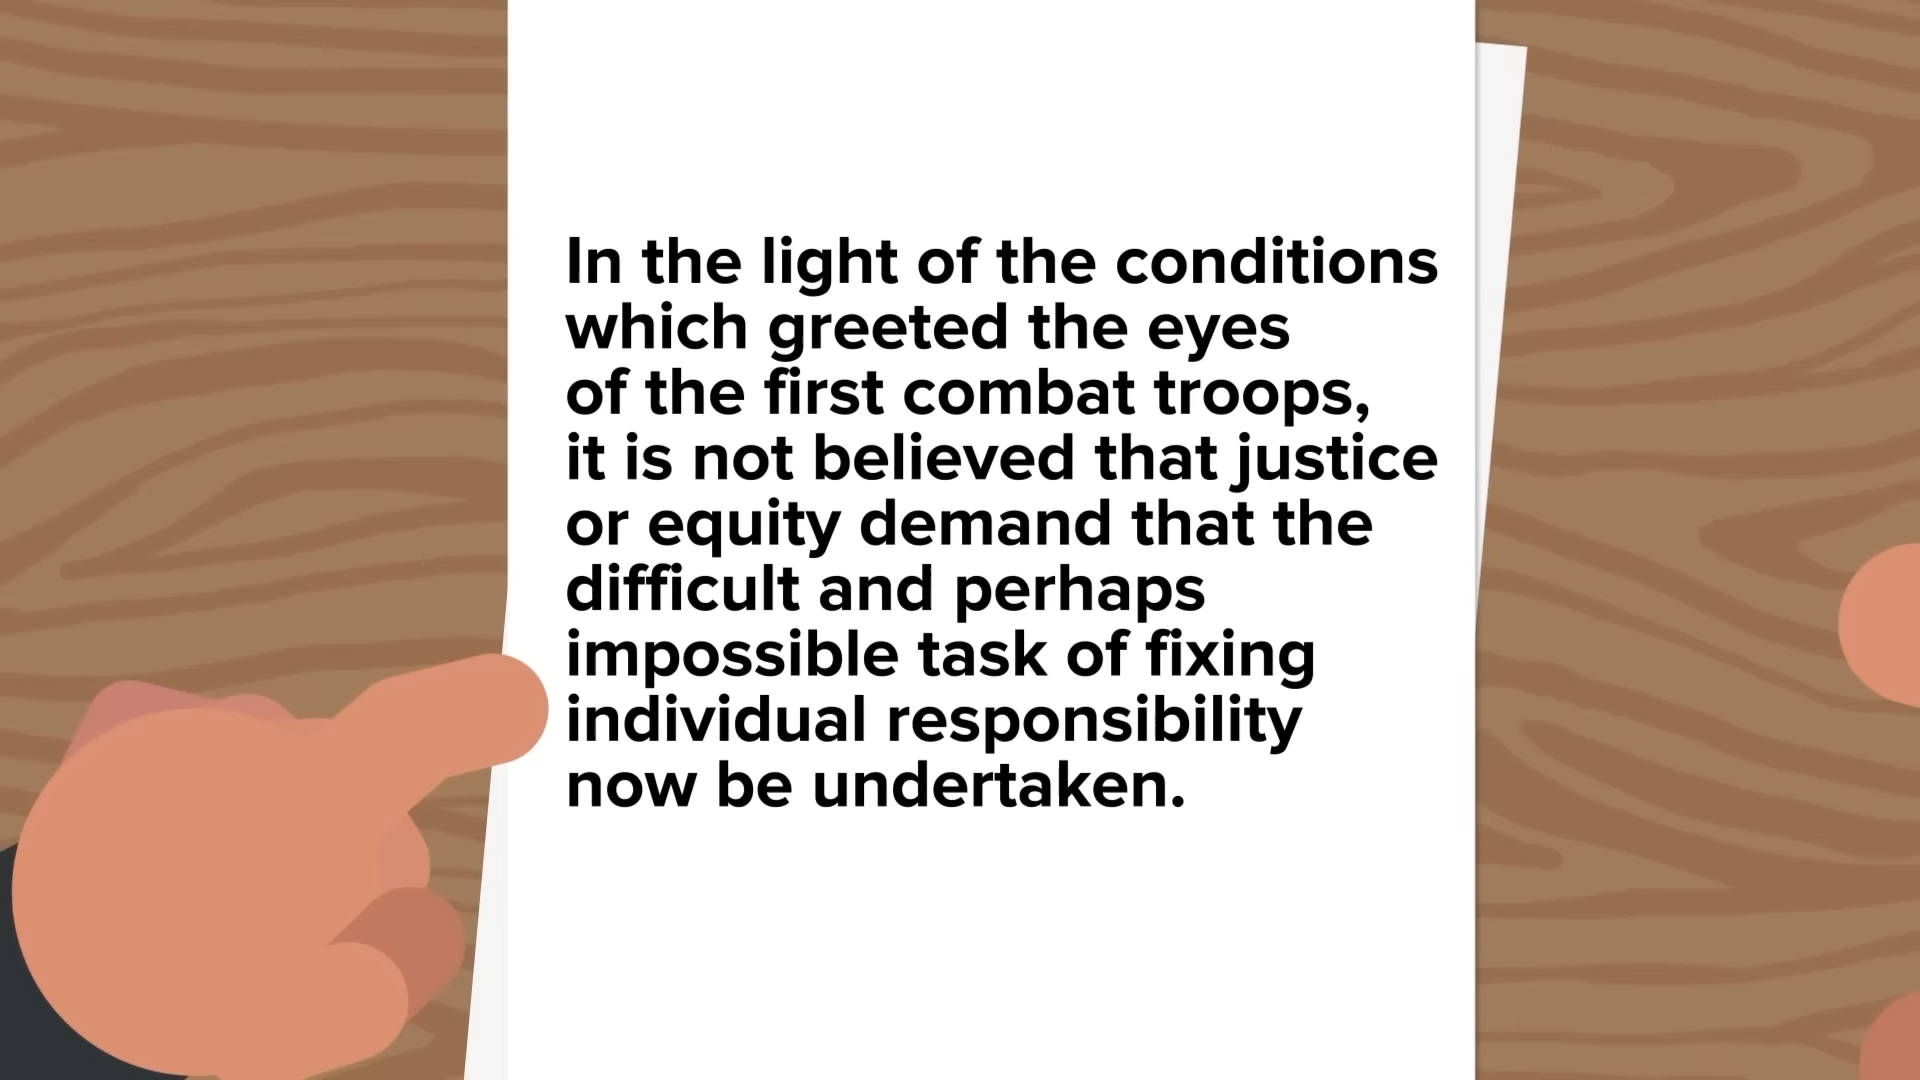 In the light of the conditions
which greeted the eyes
of the first combat troops,
it is not believed that justice
or equity demand that the
difficult and perhaps
impossible task of fixing
individual responsibility
now be undertaken.